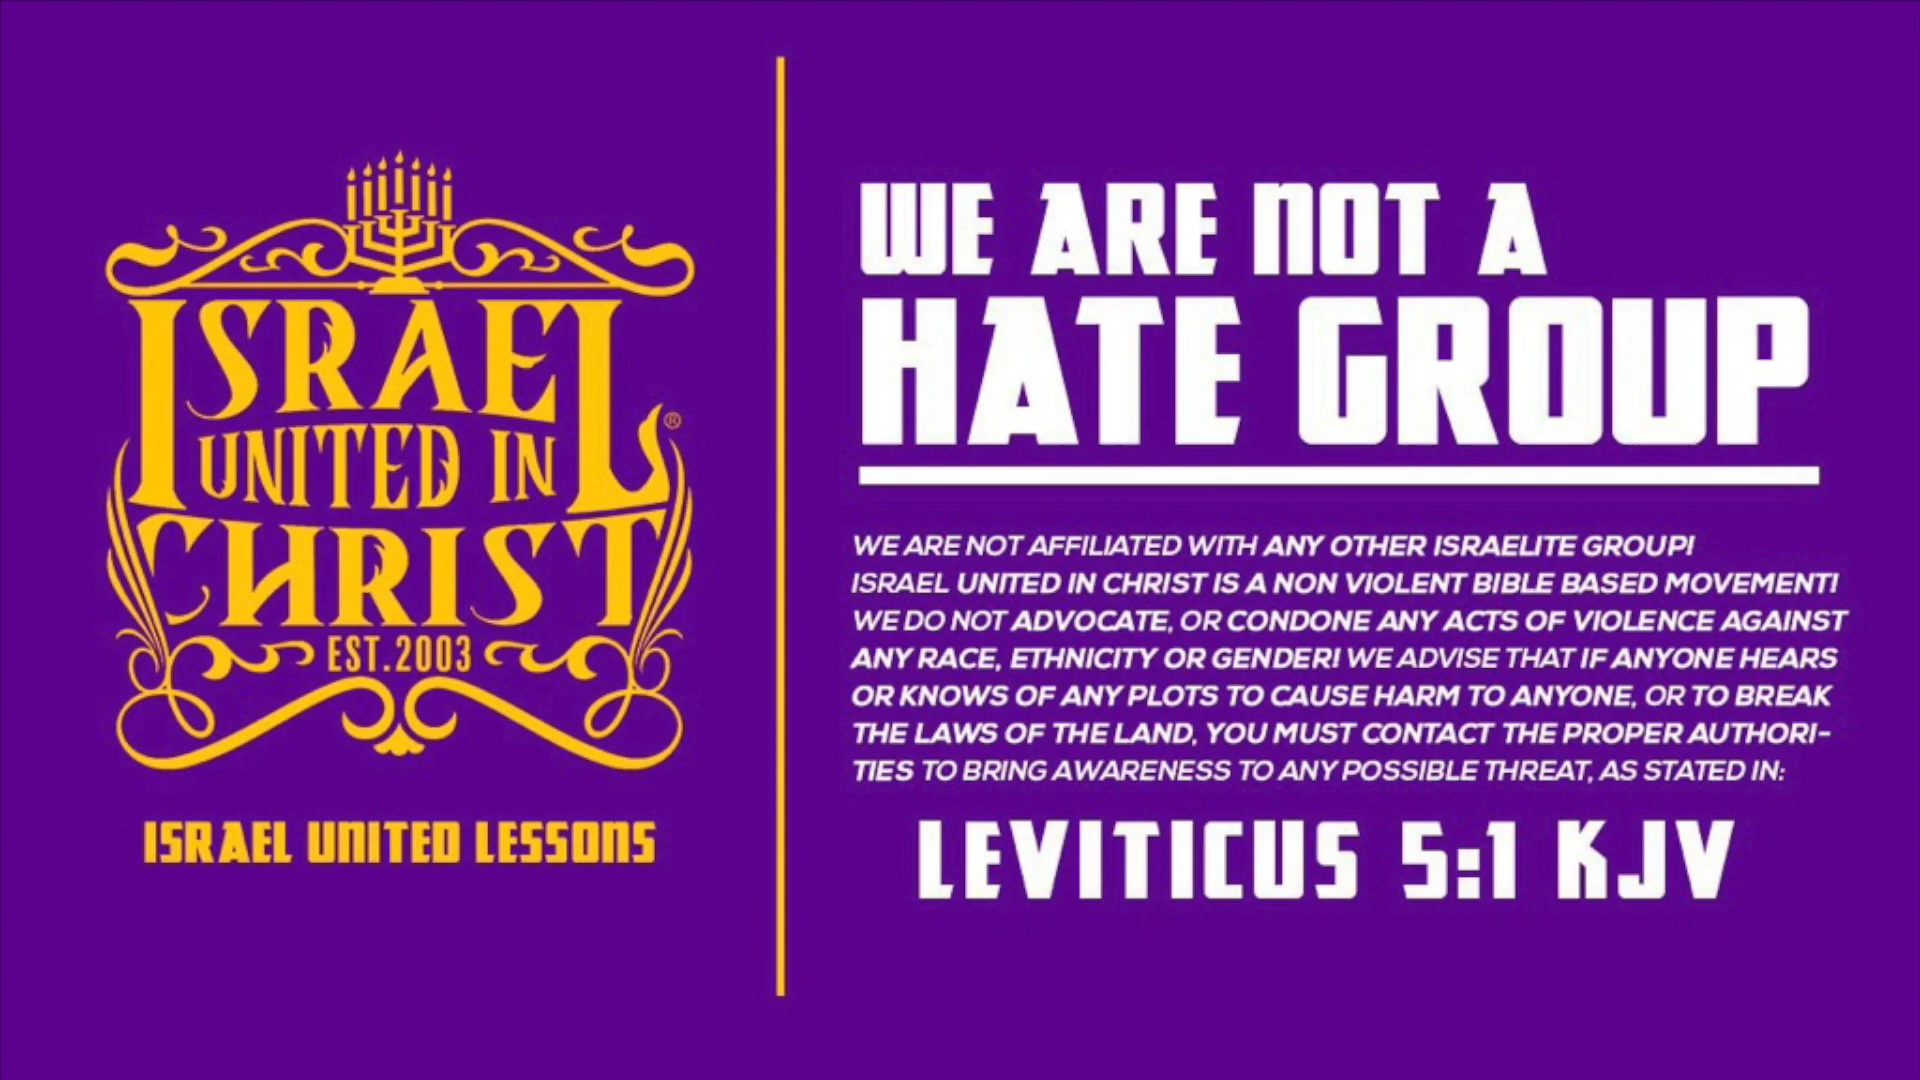 ISRAEL
UNITED IN
CHRIST
®
EST.2003
ISRAEL UNITED LESSONS
WE ARE NOT A
HATE GROUP
WE ARE NOT AFFILIATED WITH ANY OTHER ISRAELITE GROUP!
ISRAEL UNITED IN CHRIST IS A NON VIOLENT BIBLE BASED MOVEMENT!
WE DO NOT ADVOCATE, OR CONDONE ANY ACTS OF VIOLENCE AGAINST
ANY RACE, ETHNICITY OR GENDER! WE ADVISE THAT IF ANYONE HEARS
OR KNOWS OF ANY PLOTS TO CAUSE HARM TO ANYONE, OR TO BREAK
THE LAWS OF THE LAND, YOU MUST CONTACT THE PROPER AUTHORI-
TIES TO BRING AWARENESS TO ANY POSSIBLE THREAT, AS STATED IN:
LEVITICUS 5:1 KJV